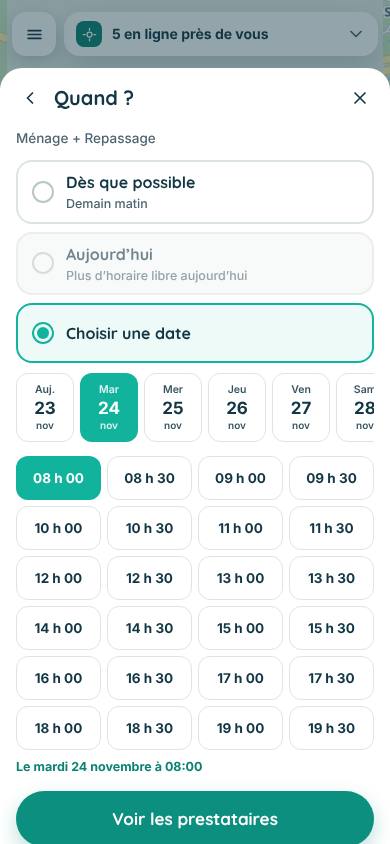 5 en ligne près de vous
Quand ?
Ménage + Repassage
Dès que possible
Demain matin
Aujourd'hui
Plus d'horaire libre aujourd'hui
Choisir une date
Auj. Mar Mer Jeu Ven Sam
23 24 25 26 27 28
nov nov nov nov nov nov
08 h 00 08 h 30 09 h 00 09 h 30
10 h 00 10 h 30 11 h 00 11 h 30
12 h 00 12 h 30 13 h 00 13 h 30
14 h 00 14 h 30 15 h 00 15 h 30
16 h 00 16 h 30 17 h 00 17 h 30
18 h 00 18 h 30 19 h 00 19 h 30
Le mardi 24 novembre à 08:00
Voir les prestataires